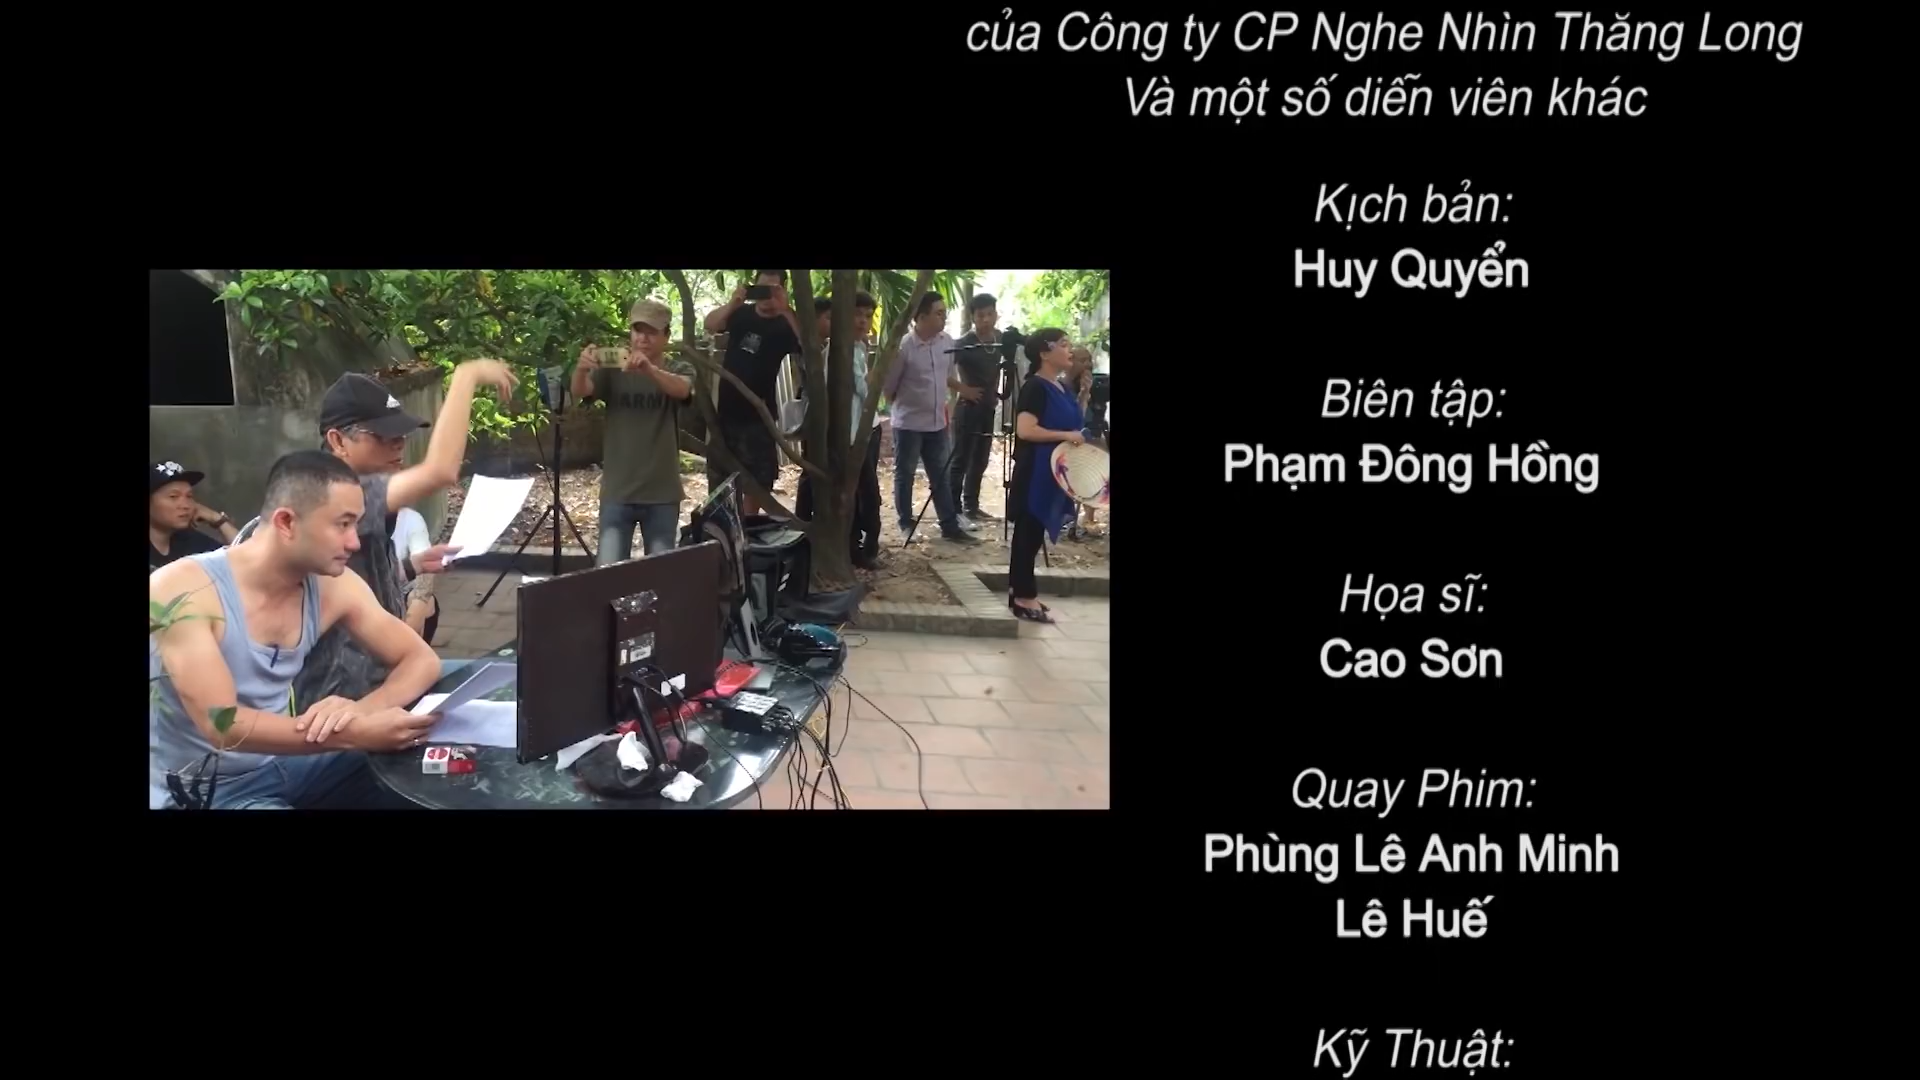 của Công ty CP Nghe Nhìn Thăng Long
Và một số diễn viên khác
Kịch bản:
Huy Quyển
Biên tập:
Phạm Đông Hồng
Họa sĩ:
Cao Sơn
Quay Phim:
Phùng Lê Anh Minh
Lê Huế
Kỹ Thuật: